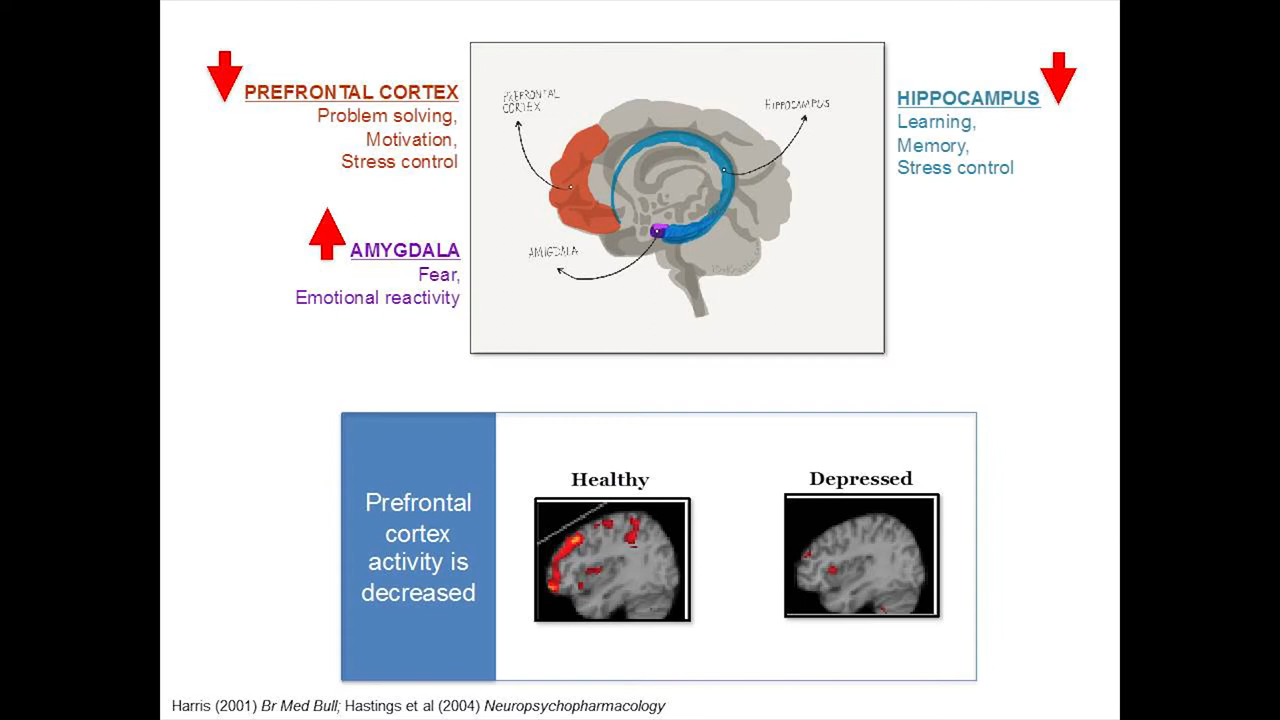 PREFRONTAL CORTEX
Problem solving,
Motivation,
Stress control
AMYGDALA
Fear,
Emotional reactivity
PREFRONTAL
CORTEX
HIPPOCAMPUS
AMIGDALA
HIPPOCAMPUS
Learning,
Memory,
Stress control
Prefrontal
cortex
activity is
decreased
Healthy
Depressed
Harris (2001) Br Med Bull; Hastings et al (2004) Neuropsychopharmacology